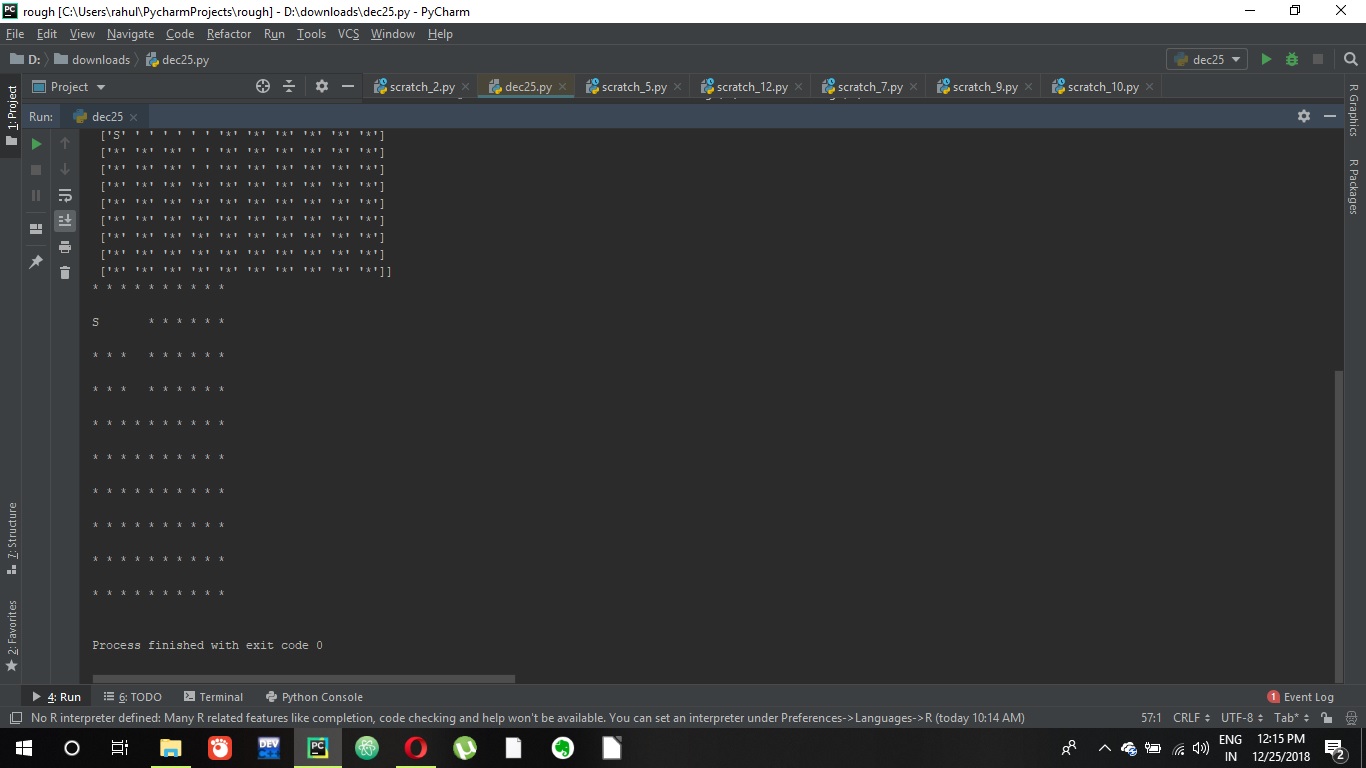 rough [C:\Users\rahul\PycharmProjects\rough] - D:\downloads\dec25.py - PyCharm
File Edit View Navigate Code Refactor Run Tools VCS Window Help
D: downloads dec25.py dec25
1: Project Project scratch_2.py dec25.py scratch_5.py scratch_12.py scratch_7.py scratch_9.py scratch_10.py
Run: dec25
['S' ' ' ' ' ' ' '*' '*' '*' '*' '*' '*']
['*' '*' '*' ' ' '*' '*' '*' '*' '*' '*']
['*' '*' '*' ' ' '*' '*' '*' '*' '*' '*']
['*' '*' '*' '*' '*' '*' '*' '*' '*' '*']
['*' '*' '*' '*' '*' '*' '*' '*' '*' '*']
['*' '*' '*' '*' '*' '*' '*' '*' '*' '*']
['*' '*' '*' '*' '*' '*' '*' '*' '*' '*']
['*' '*' '*' '*' '*' '*' '*' '*' '*' '*']
['*' '*' '*' '*' '*' '*' '*' '*' '*' '*']]
* * * * * * * * * *
S       * * * * * *
* * *   * * * * * *
* * *   * * * * * *
* * * * * * * * * *
* * * * * * * * * *
* * * * * * * * * *
* * * * * * * * * *
* * * * * * * * * *
* * * * * * * * * *
Process finished with exit code 0
R Graphics
R Packages
7: Structure
2: Favorites
4: Run 6: TODO Terminal Python Console 1 Event Log
No R interpreter defined: Many R related features like completion, code checking and help won't be available. You can set an interpreter under Preferences->Languages->R (today 10:14 AM) 57:1 CRLF UTF-8 Tab*
DEV PC ENG 12:15 PM
IN 12/25/2018 2